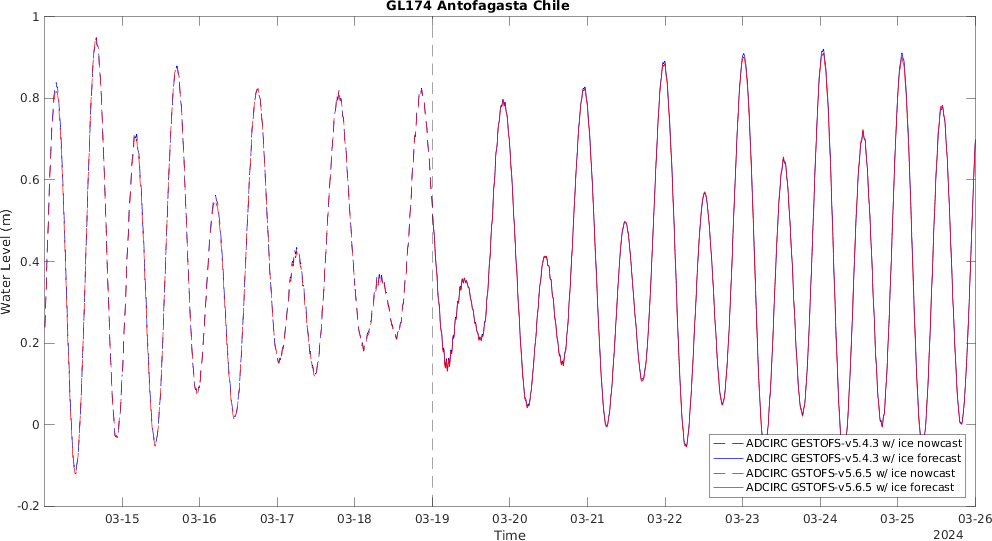 GL174 Antofagasta Chile
1
0.8
0.6
0.4
0.2
0
-0.2
Water Level (m)
03-15 03-16 03-17 03-18 03-19 03-20 03-21 03-22 03-23 03-24 03-25 03-26
Time
2024
ADCIRC GESTOFS-v5.4.3 w/ ice nowcast
ADCIRC GESTOFS-v5.4.3 w/ ice forecast
ADCIRC GSTOFS-v5.6.5 w/ ice nowcast
ADCIRC GSTOFS-v5.6.5 w/ ice forecast